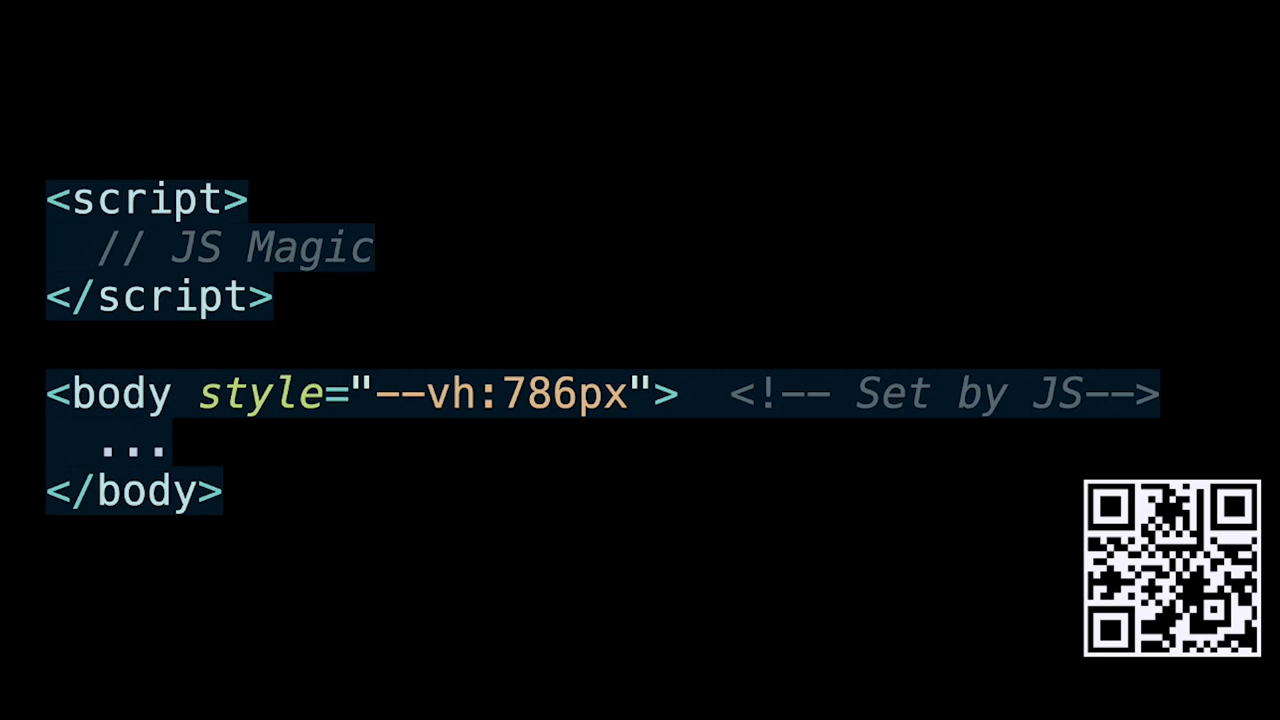 <script>
  // JS Magic
</script>

<body style="--vh:786px">  <!-- Set by JS-->
  ...
</body>